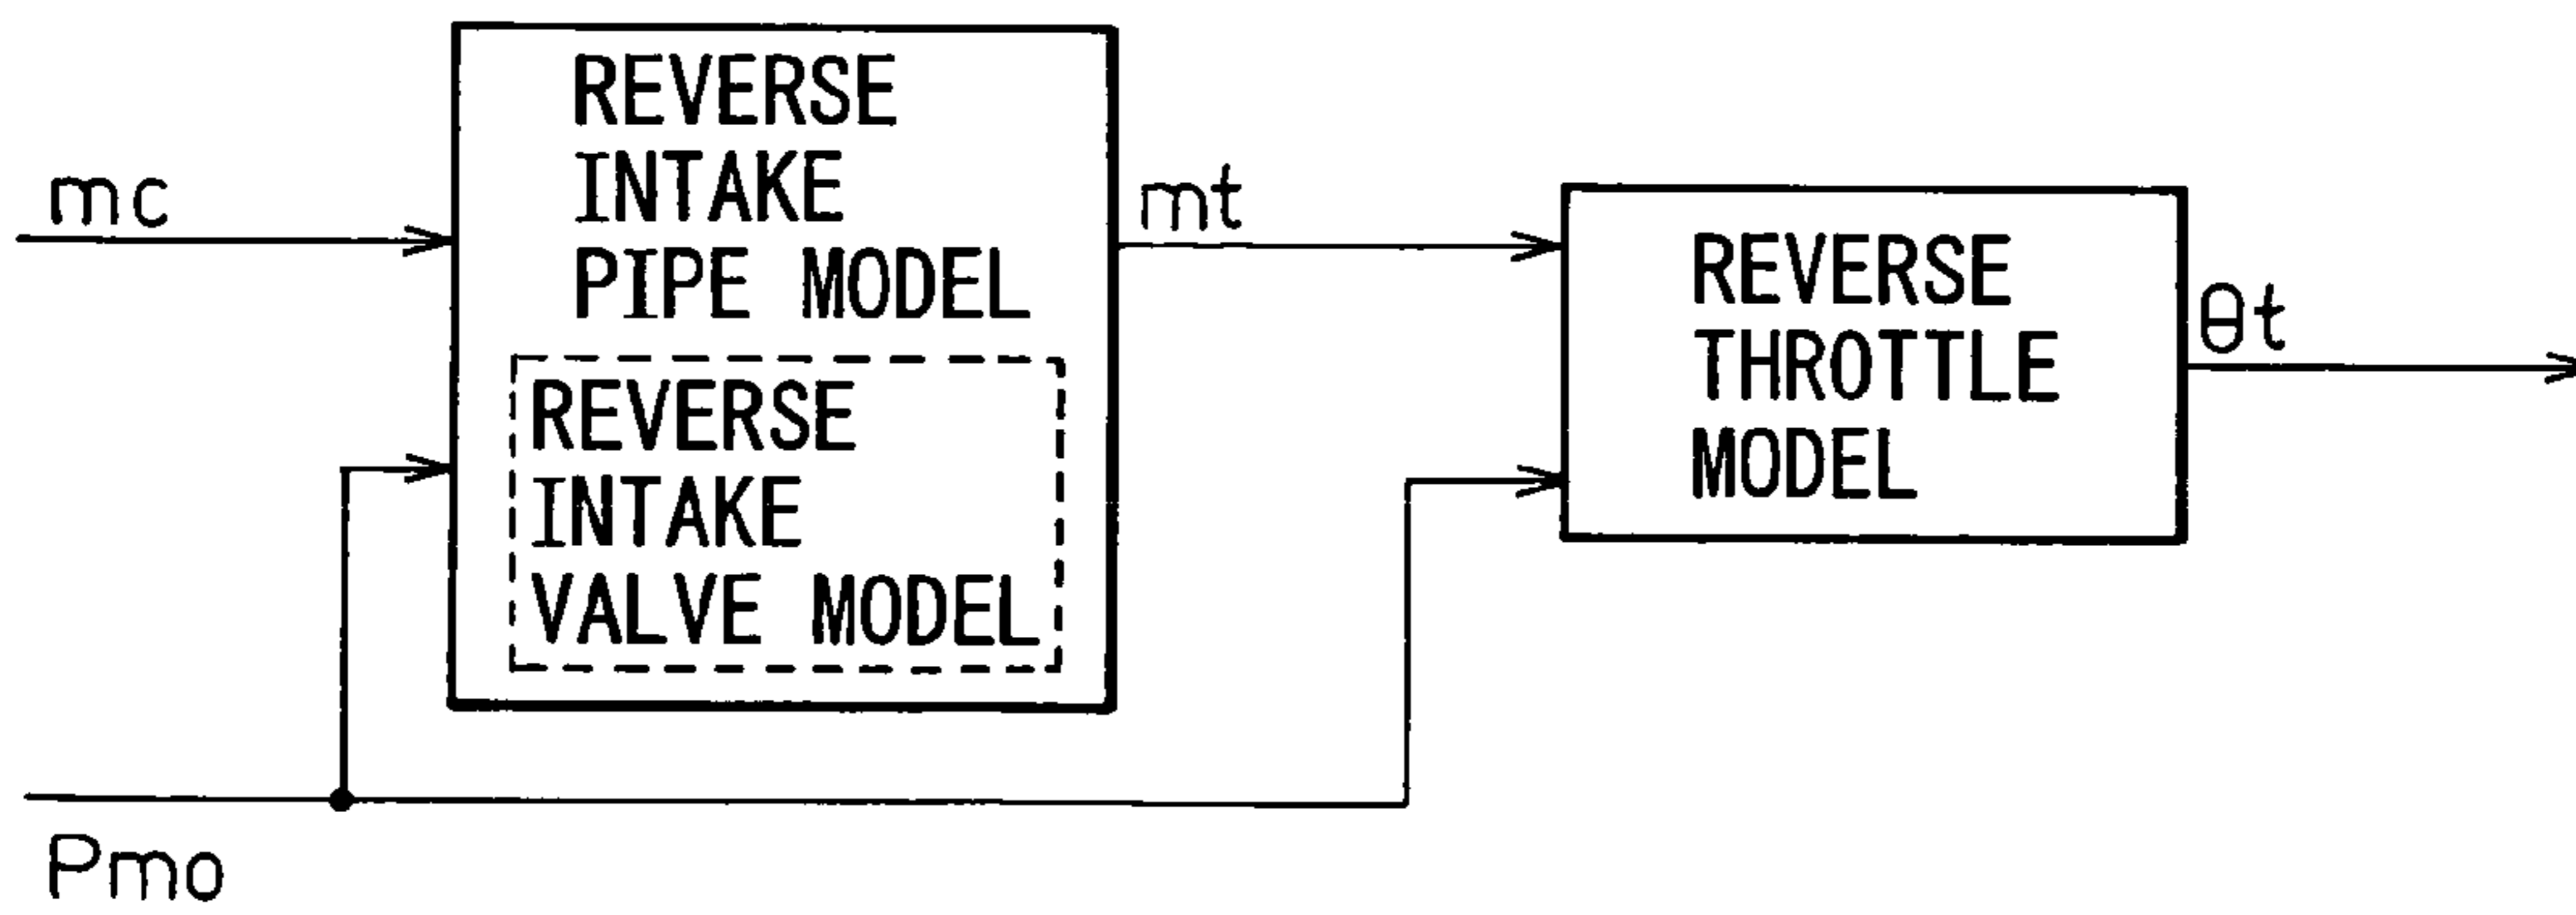 mc
REVERSE
INTAKE
PIPE MODEL
REVERSE
INTAKE
VALVE MODEL
mt
REVERSE
THROTTLE
MODEL
θt
Pmo